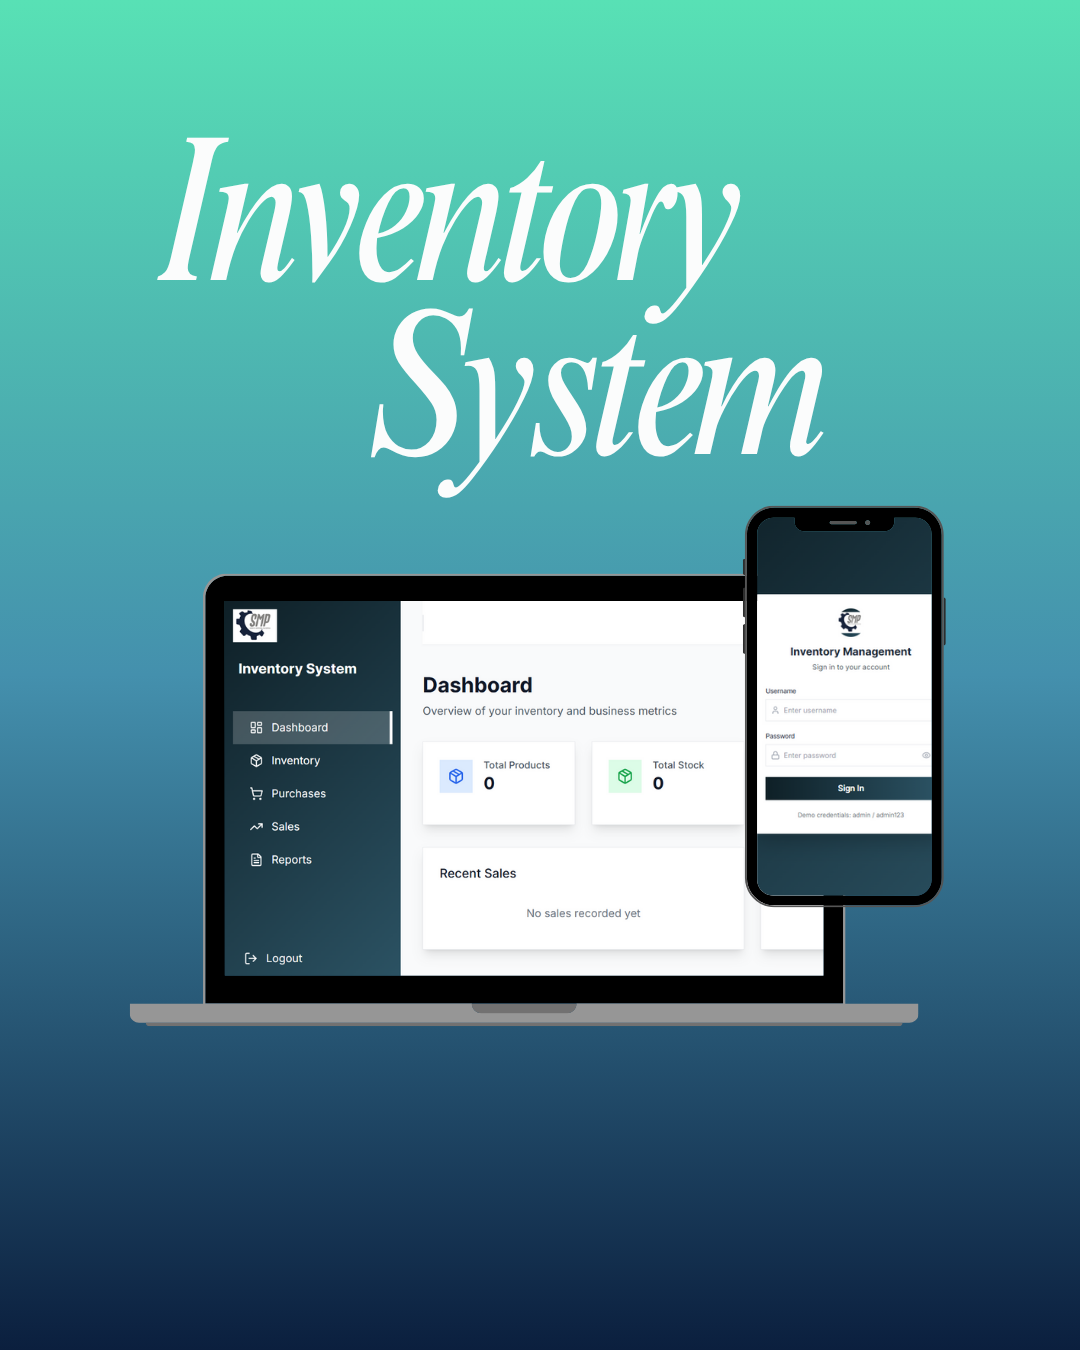 Inventory
System
SMP
Inventory System
Dashboard
Inventory
Purchases
Sales
Reports
Logout
Dashboard
Overview of your inventory and business metrics
Total Products
0
Total Stock
0
Recent Sales
No sales recorded yet
SMP
Inventory Management
Sign in to your account
Username
Enter username
Password
Enter password
Sign In
Demo credentials: admin / admin123